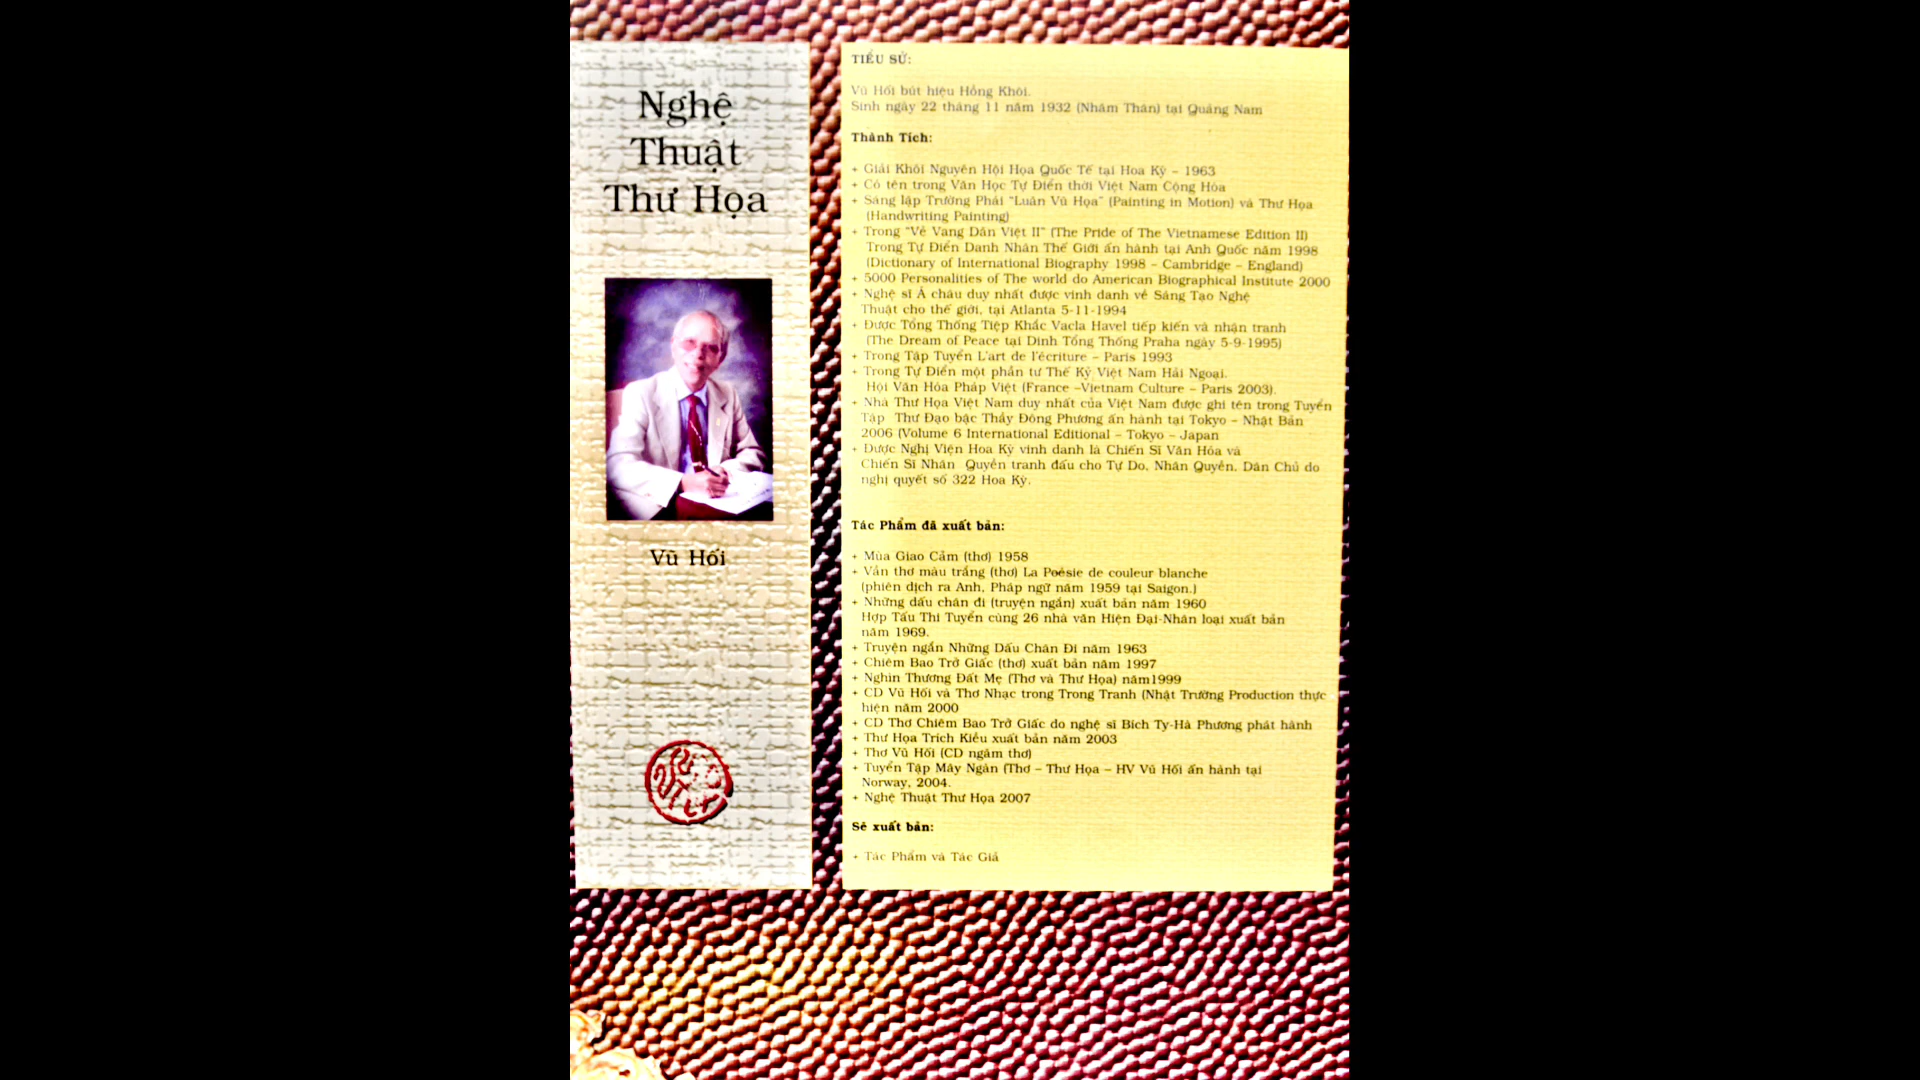 Nghệ
Thuật
Thư Họa
Vũ Hối
TIỂU SỬ:
Vũ Hối bút hiệu Hồng Khôi.
Sinh ngày 22 tháng 11 năm 1932 (Nhâm Thân) tại Quảng Nam
Thành Tích:
+ Giải Khôi Nguyên Hội Họa Quốc Tế tại Hoa Kỳ – 1963
+ Có tên trong Văn Học Tự Điển thời Việt Nam Cộng Hòa
+ Sáng lập Trường Phái "Luân Vũ Họa" (Painting in Motion) và Thư Họa
(Handwriting Painting)
+ Trong "Vẻ Vang Dân Việt II" (The Pride of The Vietnamese Edition II)
Trong Tự Điển Danh Nhân Thế Giới ấn hành tại Anh Quốc năm 1998
(Dictionary of International Biography 1998 – Cambridge – England)
+ 5000 Personalities of The world do American Biographical Institute 2000
+ Nghệ sĩ Á châu duy nhất được vinh danh về Sáng Tạo Nghệ
Thuật cho thế giới, tại Atlanta 5-11-1994
+ Được Tổng Thống Tiệp Khắc Vacla Havel tiếp kiến và nhận tranh
(The Dream of Peace tại Dinh Tổng Thống Praha ngày 5-9-1995)
+ Trong Tập Tuyển L'art de l'écriture – Paris 1993
+ Trong Tự Điển một phần tư Thế Kỷ Việt Nam Hải Ngoại.
Hội Văn Hóa Pháp Việt (France –Vietnam Culture – Paris 2003).
+ Nhà Thư Họa Việt Nam duy nhất của Việt Nam được ghi tên trong Tuyển
Tập Thư Đạo bậc Thầy Đông Phương ấn hành tại Tokyo – Nhật Bản
2006 (Volume 6 International Editional – Tokyo – Japan
+ Được Nghị Viện Hoa Kỳ vinh danh là Chiến Sĩ Văn Hóa và
Chiến Sĩ Nhân Quyền tranh đấu cho Tự Do, Nhân Quyền, Dân Chủ do
nghị quyết số 322 Hoa Kỳ.
Tác Phẩm đã xuất bản:
+ Mùa Giao Cảm (thơ) 1958
+ Vần thơ màu trắng (thơ) La Poésie de couleur blanche
(phiên dịch ra Anh, Pháp ngữ năm 1959 tại Saigon.)
+ Những dấu chân đi (truyện ngắn) xuất bản năm 1960
Hợp Tấu Thi Tuyển cùng 26 nhà văn Hiện Đại-Nhân loại xuất bản
năm 1969.
+ Truyện ngắn Những Dấu Chân Đi năm 1963
+ Chiêm Bao Trở Giấc (thơ) xuất bản năm 1997
+ Nghìn Thương Đất Mẹ (Thơ và Thư Họa) năm1999
+ CD Vũ Hối và Thơ Nhạc trong Trong Tranh (Nhật Trường Production thực
hiện năm 2000
+ CD Thơ Chiêm Bao Trở Giấc do nghệ sĩ Bích Ty-Hà Phương phát hành
+ Thư Họa Trích Kiều xuất bản năm 2003
+ Thơ Vũ Hối (CD ngâm thơ)
+ Tuyển Tập Mây Ngàn (Thơ – Thư Họa – HV Vũ Hối ấn hành tại
Norway, 2004.
+ Nghệ Thuật Thư Họa 2007
Sẽ xuất bản:
+ Tác Phẩm và Tác Giả